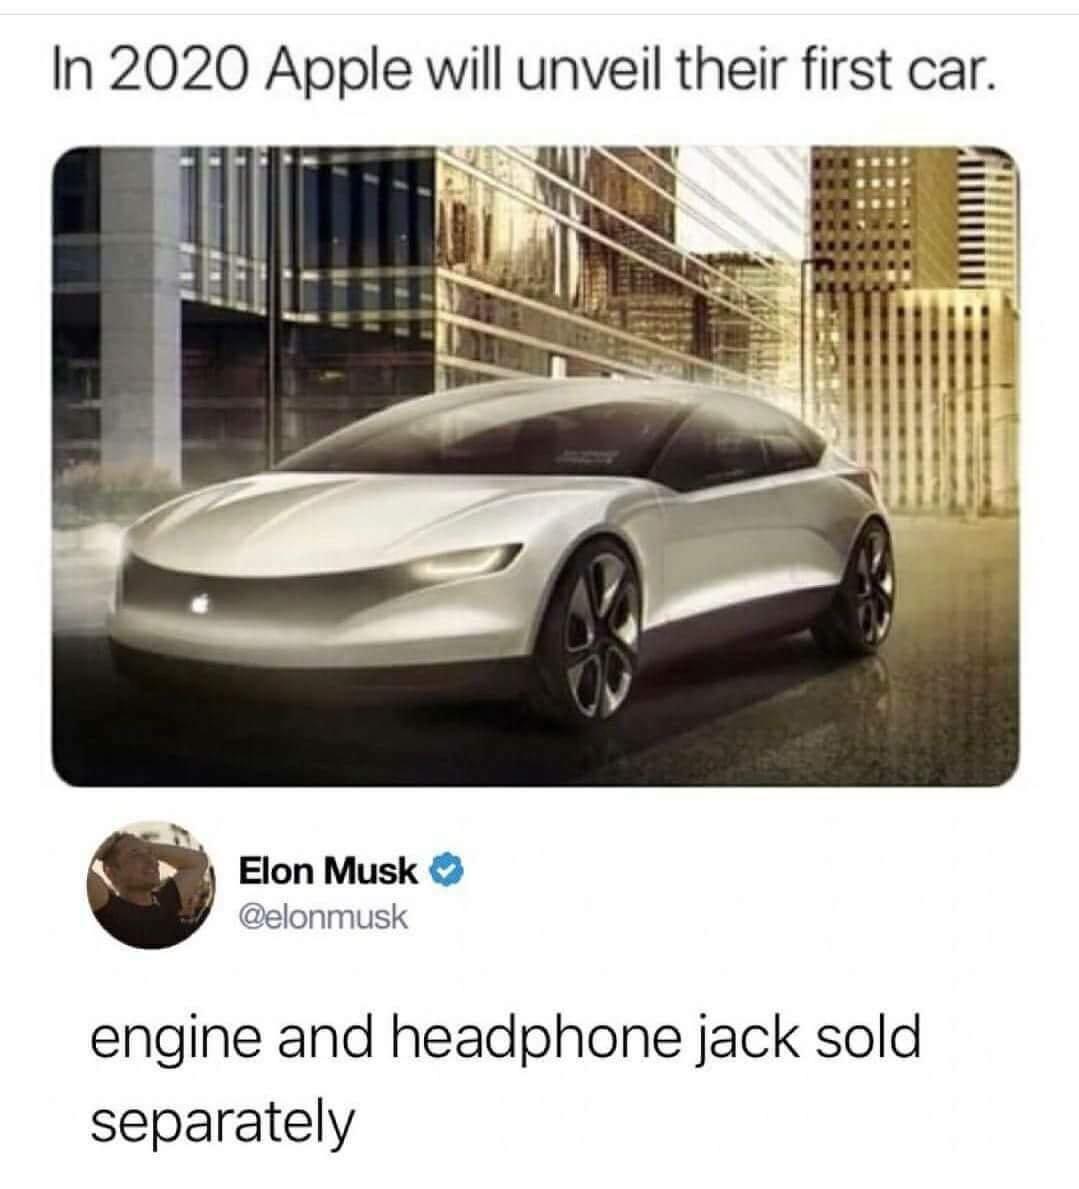 In 2020 Apple will unveil their first car.
Elon Musk
@elonmusk
engine and headphone jack sold
separately